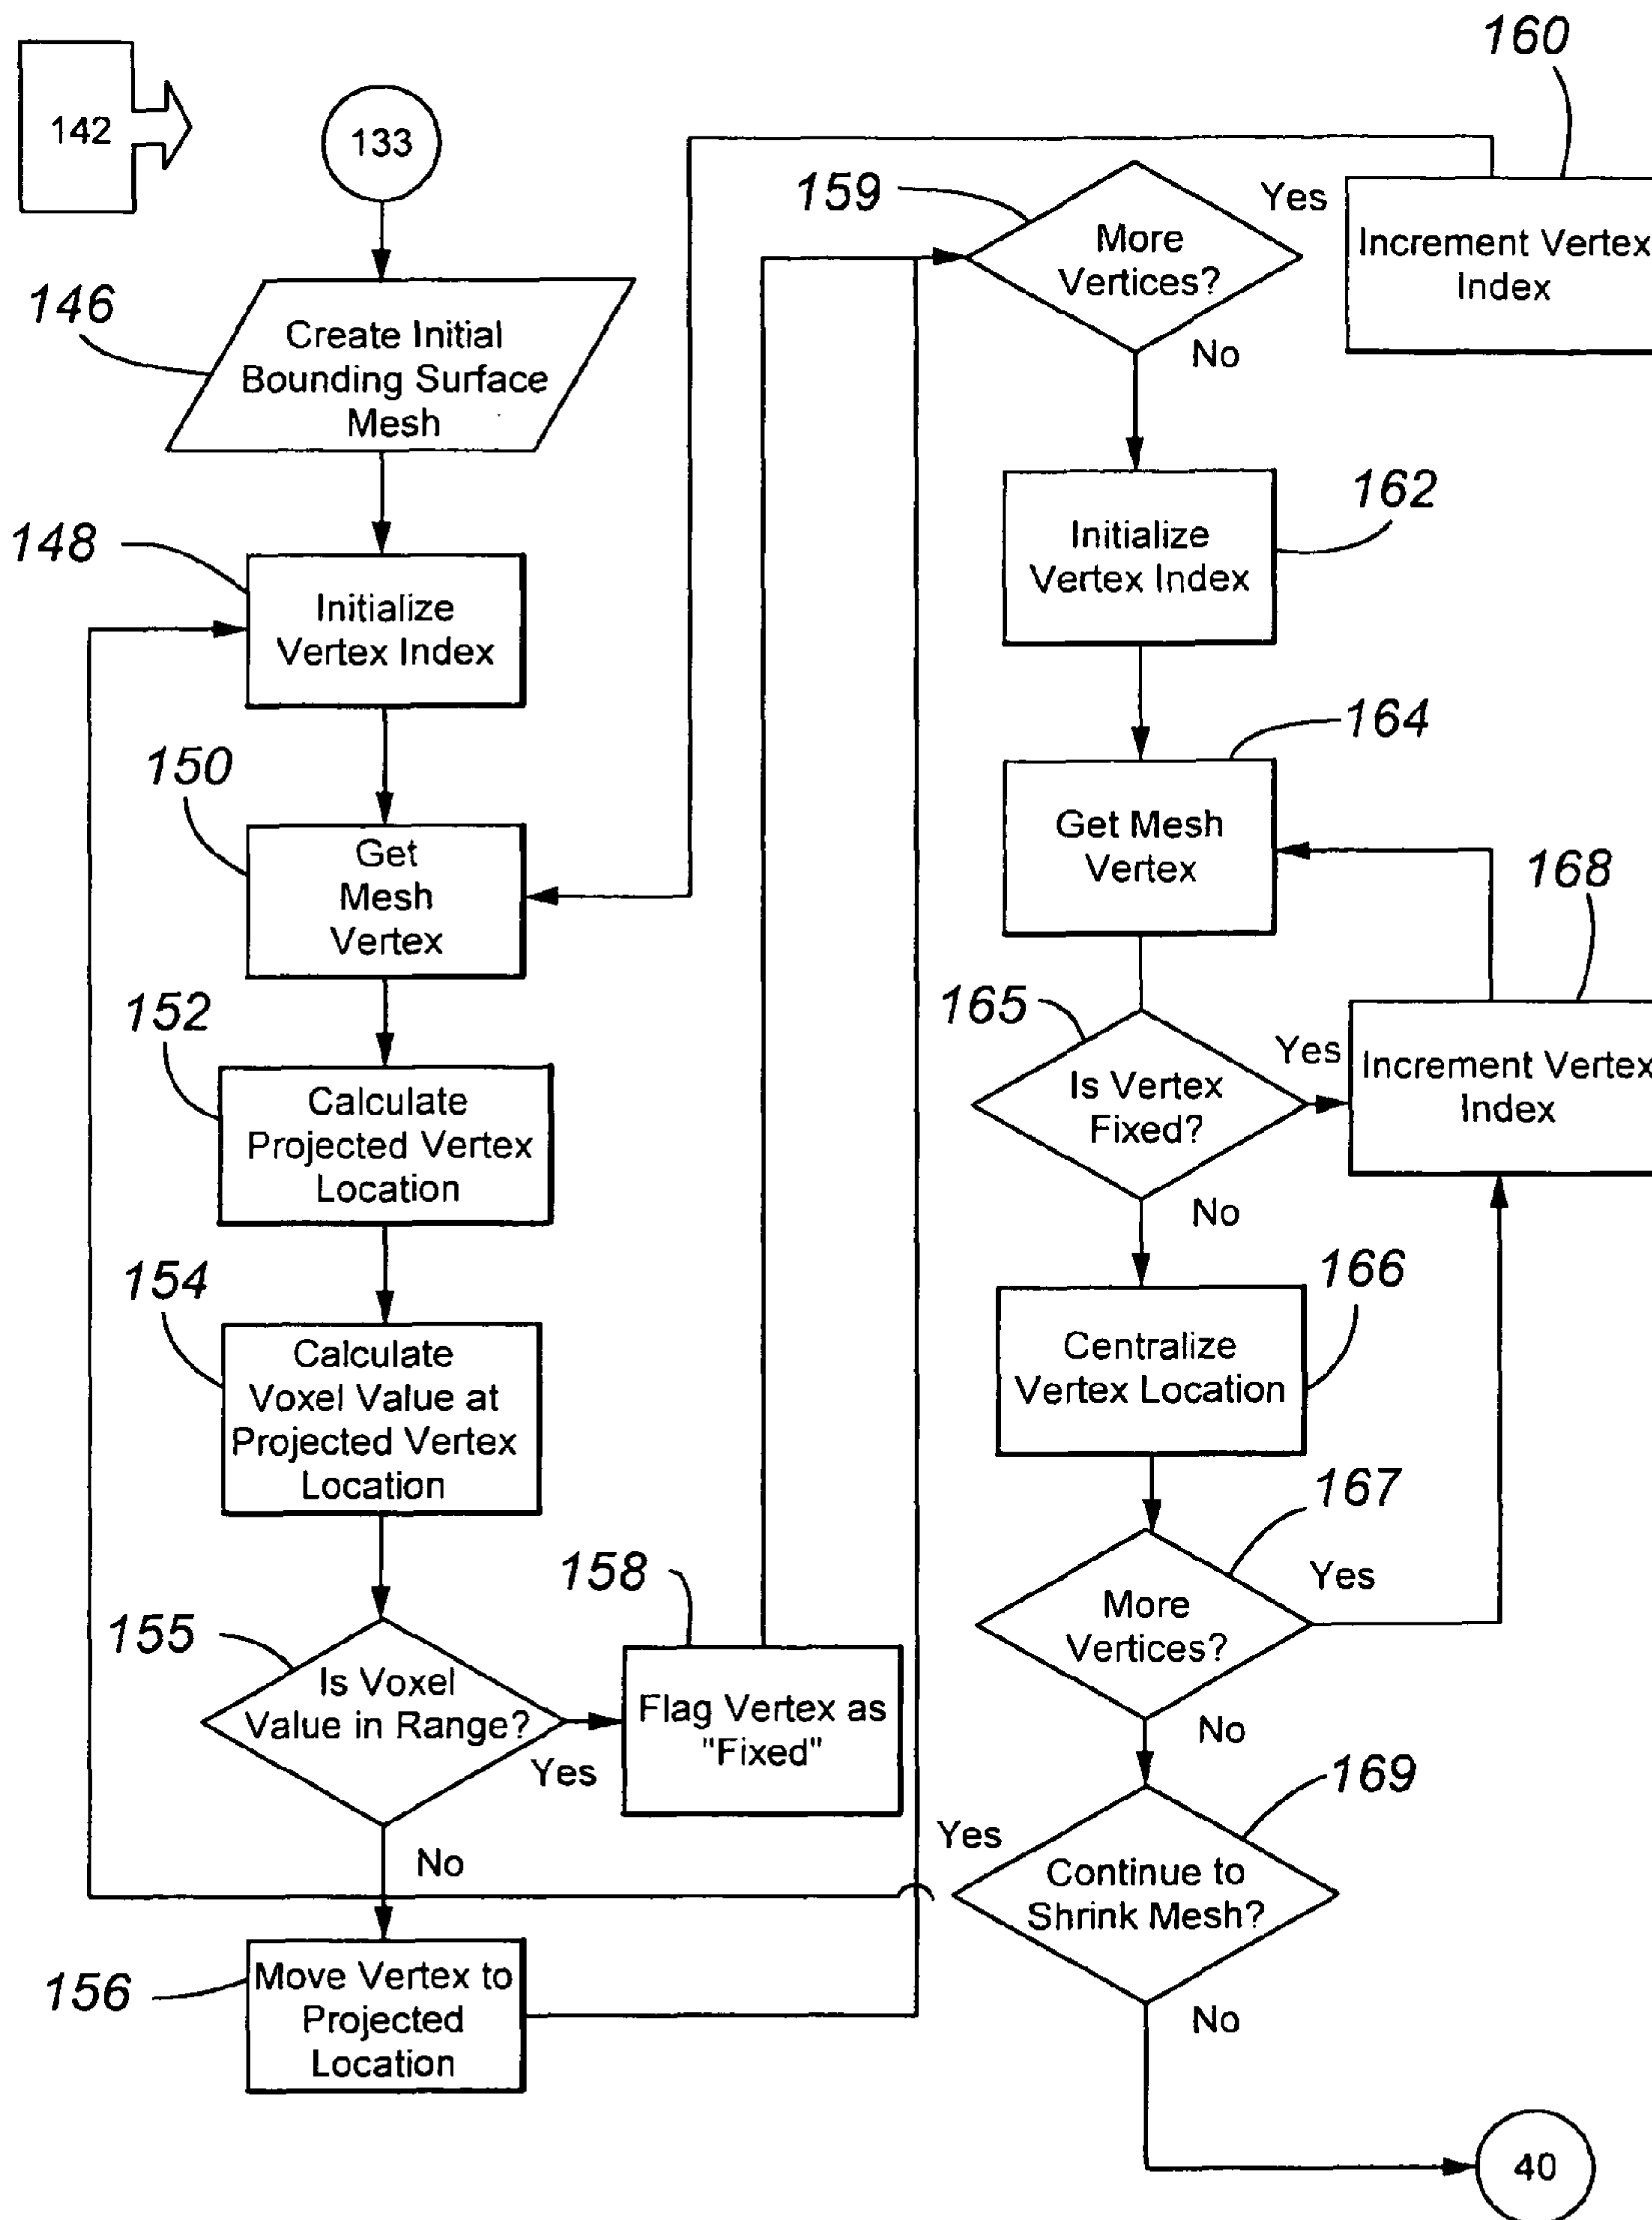 142
133
146
Create Initial
Bounding Surface
Mesh
148
Initialize
Vertex Index
150
Get
Mesh
Vertex
152
Calculate
Projected Vertex
Location
154
Calculate
Voxel Value at
Projected Vertex
Location
155
Is Voxel
Value in Range?
Yes
158
Flag Vertex as
"Fixed"
No
156
Move Vertex to
Projected
Location
159
More
Vertices?
Yes
160
Increment Vertex
Index
No
162
Initialize
Vertex Index
164
Get Mesh
Vertex
165
Is Vertex
Fixed?
Yes
168
Increment Vertex
Index
No
166
Centralize
Vertex Location
167
More
Vertices?
Yes
No
169
Yes
Continue to
Shrink Mesh?
No
40